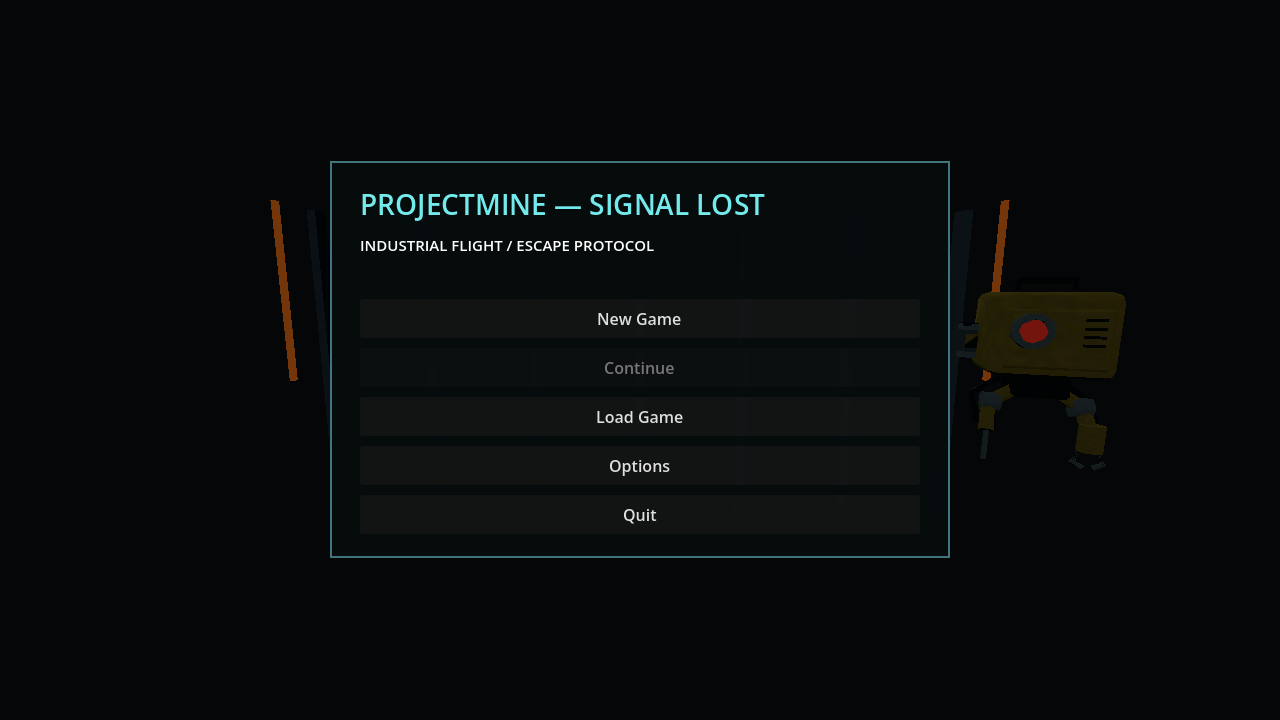 PROJECTMINE — SIGNAL LOST
INDUSTRIAL FLIGHT / ESCAPE PROTOCOL
New Game
Continue
Load Game
Options
Quit